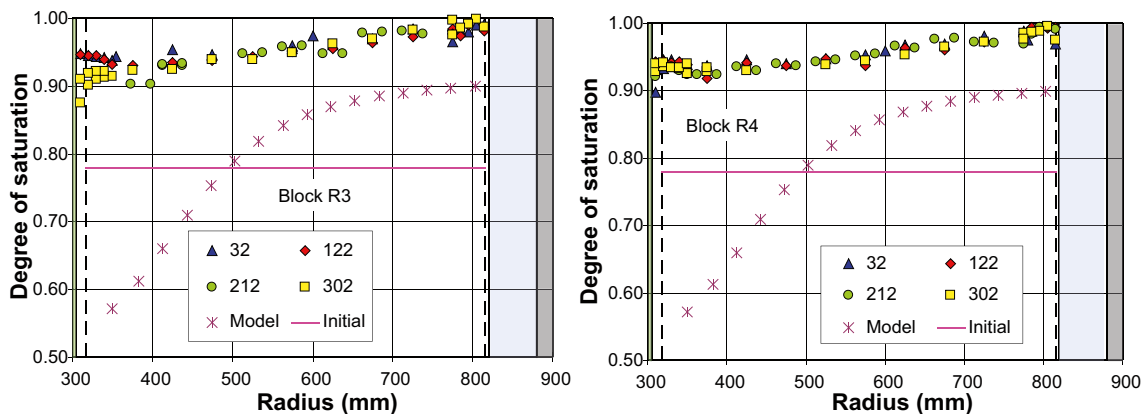 1.00
0.90
0.80
0.70
0.60
0.50
Degree of saturation
Block R3
32 122
212 302
Model Initial
300 400 500 600 700 800 900
Radius (mm)
1.00
0.90
0.80
0.70
0.60
0.50
Degree of saturation
Block R4
32 122
212 302
Model Initial
300 400 500 600 700 800 900
Radius (mm)